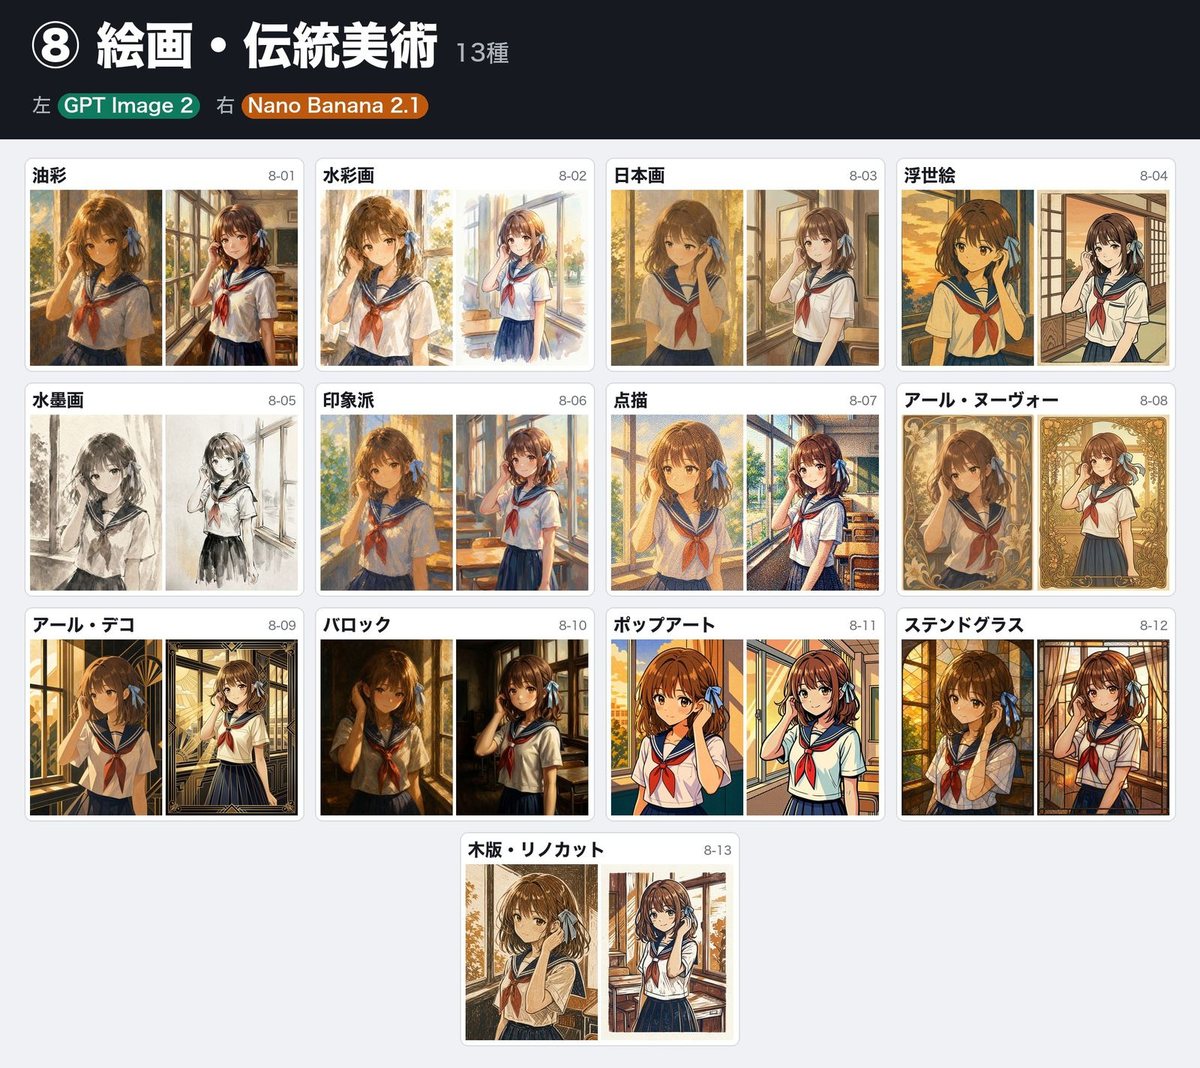 ⑧ 絵画・伝統美術 13種
左 GPT Image 2 右 Nano Banana 2.1
油彩 8-01
水彩画 8-02
日本画 8-03
浮世絵 8-04
水墨画 8-05
印象派 8-06
点描 8-07
アール・ヌーヴォー 8-08
アール・デコ 8-09
バロック 8-10
ポップアート 8-11
ステンドグラス 8-12
木版・リノカット 8-13